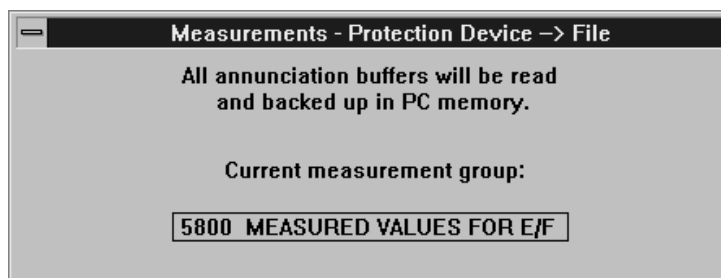 Measurements - Protection Device –> File
All annunciation buffers will be read
and backed up in PC memory.
Current measurement group:
5800 MEASURED VALUES FOR E/F